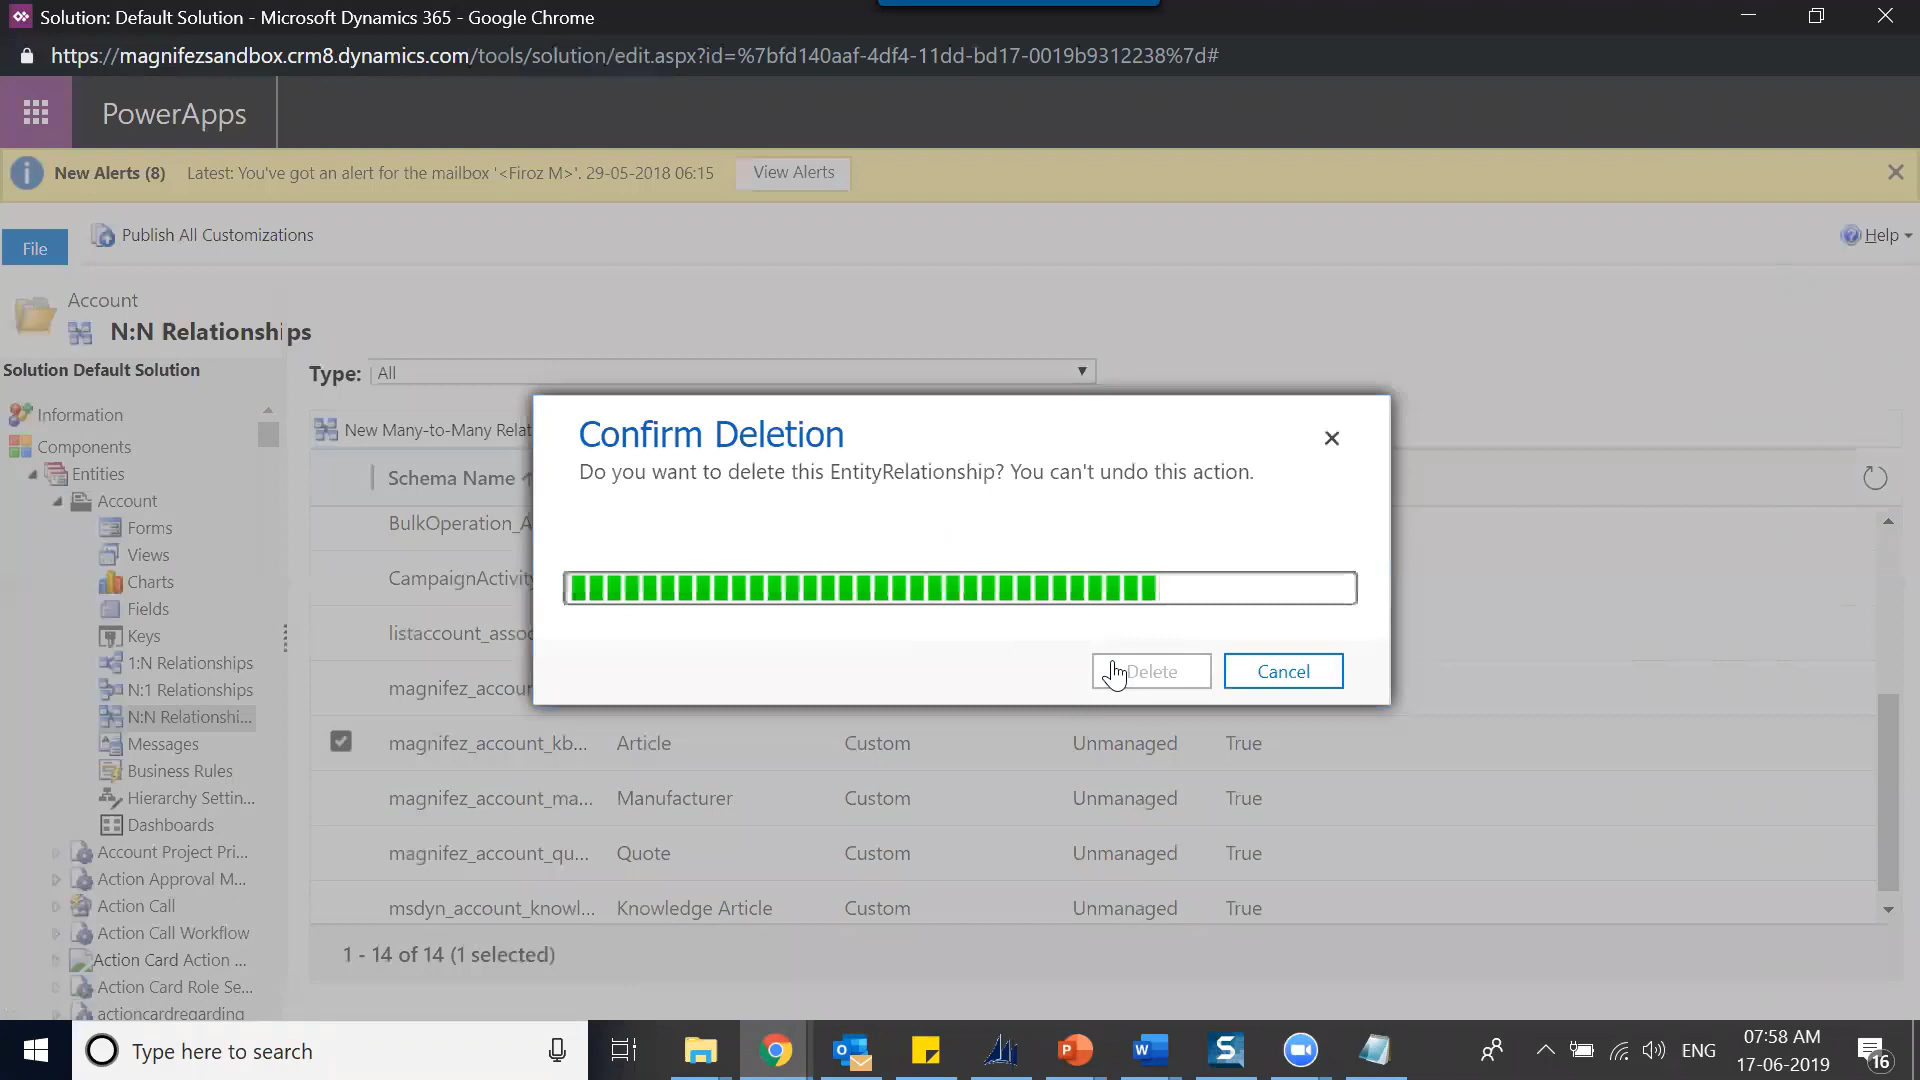 Solution: Default Solution - Microsoft Dynamics 365 - Google Chrome
https://magnifezsandbox.crm8.dynamics.com/tools/solution/edit.aspx?id=%7bfd140aaf-4df4-11dd-bd17-0019b9312238%7d#
PowerApps
New Alerts (8) Latest: You've got an alert for the mailbox '<Firoz M>'. 29-05-2018 06:15 View Alerts
File Publish All Customizations Help
Account
N:N Relationships
Solution Default Solution
Information
Components
Entities
Account
Forms
Views
Charts
Fields
Keys
1:N Relationships
N:1 Relationships
N:N Relationshi...
Messages
Business Rules
Hierarchy Settin...
Dashboards
Account Project Pri...
Action Approval M...
Action Call
Action Call Workflow
Action Card Action ...
Action Card Role Se...
actioncardregarding
Type: All
New Many-to-Many Relat
Schema Name
BulkOperation_A
CampaignActivity
listaccount_asso
magnifez_accou
magnifez_account_kb... Article Custom Unmanaged True
magnifez_account_ma... Manufacturer Custom Unmanaged True
magnifez_account_qu... Quote Custom Unmanaged True
msdyn_account_knowl... Knowledge Article Custom Unmanaged True
1 - 14 of 14 (1 selected)
Confirm Deletion
Do you want to delete this EntityRelationship? You can't undo this action.
Delete Cancel
Type here to search
ENG
07:58 AM
17-06-2019
16